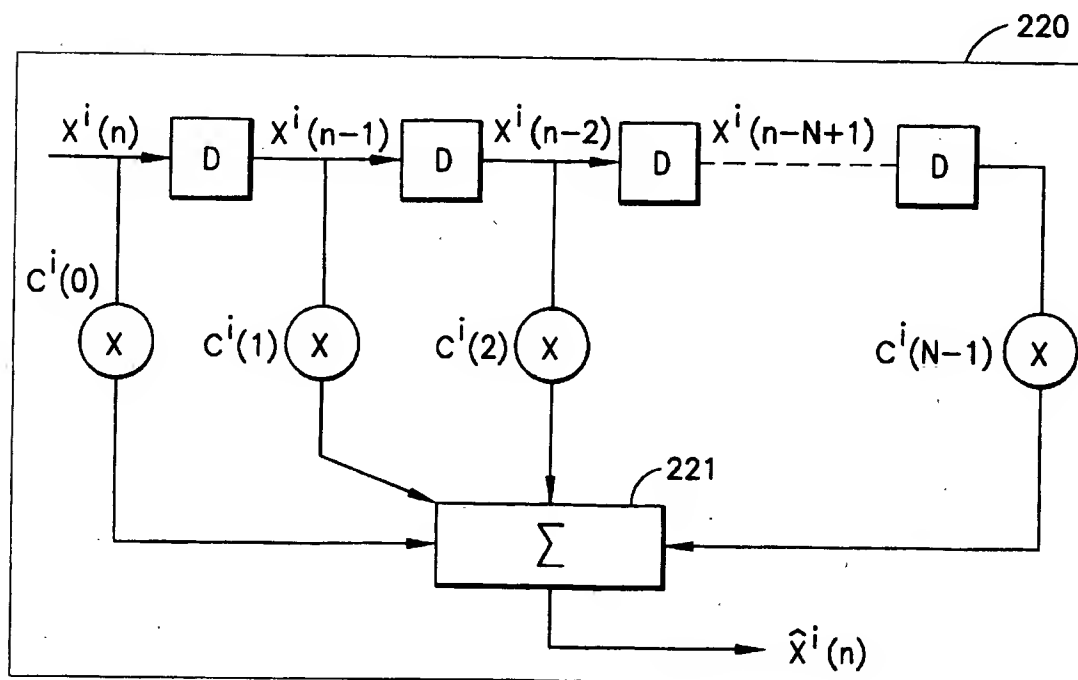 220
X^i(n)
X^i(n-1)
X^i(n-2)
X^i(n-N+1)
D
D
D
D
C^i(0)
X
C^i(1)
X
C^i(2)
X
C^i(N-1)
X
221
Σ
X̂^i(n)